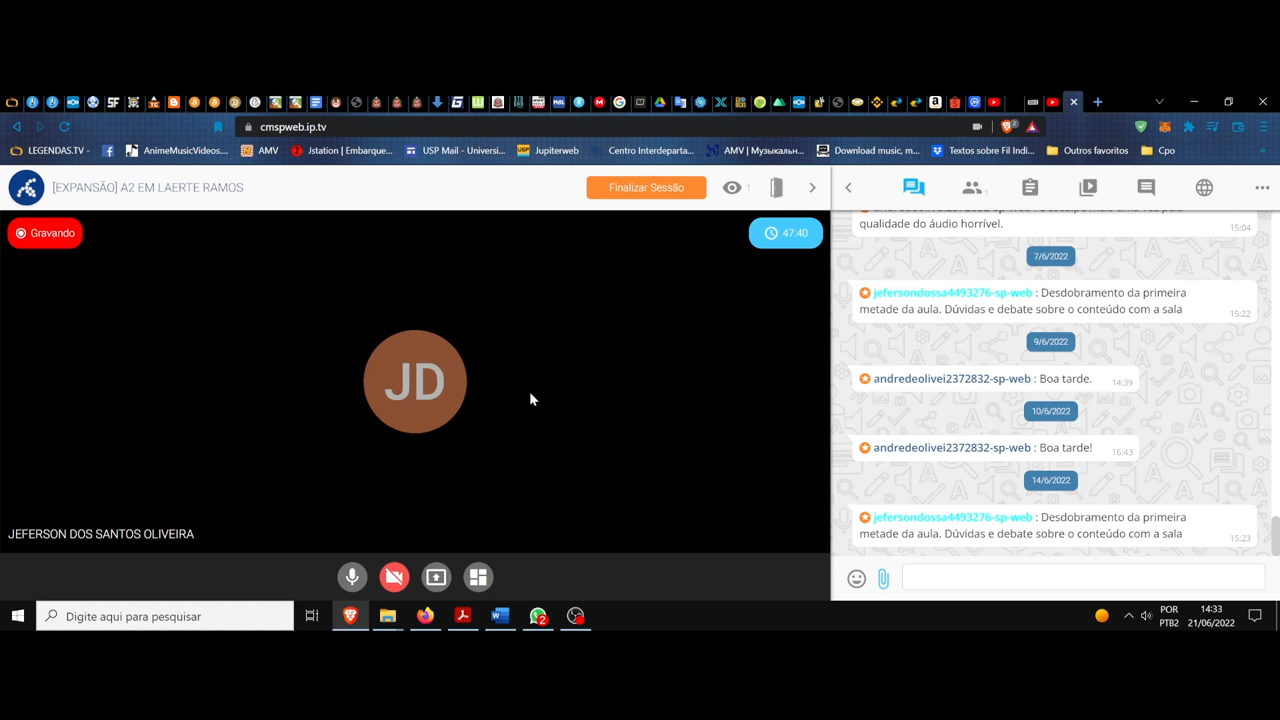 cmspweb.ip.tv
LEGENDAS.TV - AnimeMusicVideos... AMV Jstation | Embarque... USP Mail - Universi... Jupiterweb Centro Interdeparta... AMV | Музыкальн... Download music, m... Textos sobre Fil Indi... Outros favoritos Cpo
[EXPANSÃO] A2 EM LAERTE RAMOS
Finalizar Sessão
1
1
Gravando
47:40
qualidade do áudio horrível.
15:04
7/6/2022
jefersondossa4493276-sp-web : Desdobramento da primeira
metade da aula. Dúvidas e debate sobre o conteúdo com a sala
15:22
9/6/2022
andredeolivei2372832-sp-web : Boa tarde.
14:39
10/6/2022
andredeolivei2372832-sp-web : Boa tarde!
16:43
14/6/2022
jefersondossa4493276-sp-web : Desdobramento da primeira
metade da aula. Dúvidas e debate sobre o conteúdo com a sala
15:23
JD
JEFERSON DOS SANTOS OLIVEIRA
Digite aqui para pesquisar
2
POR
PTB2
14:33
21/06/2022